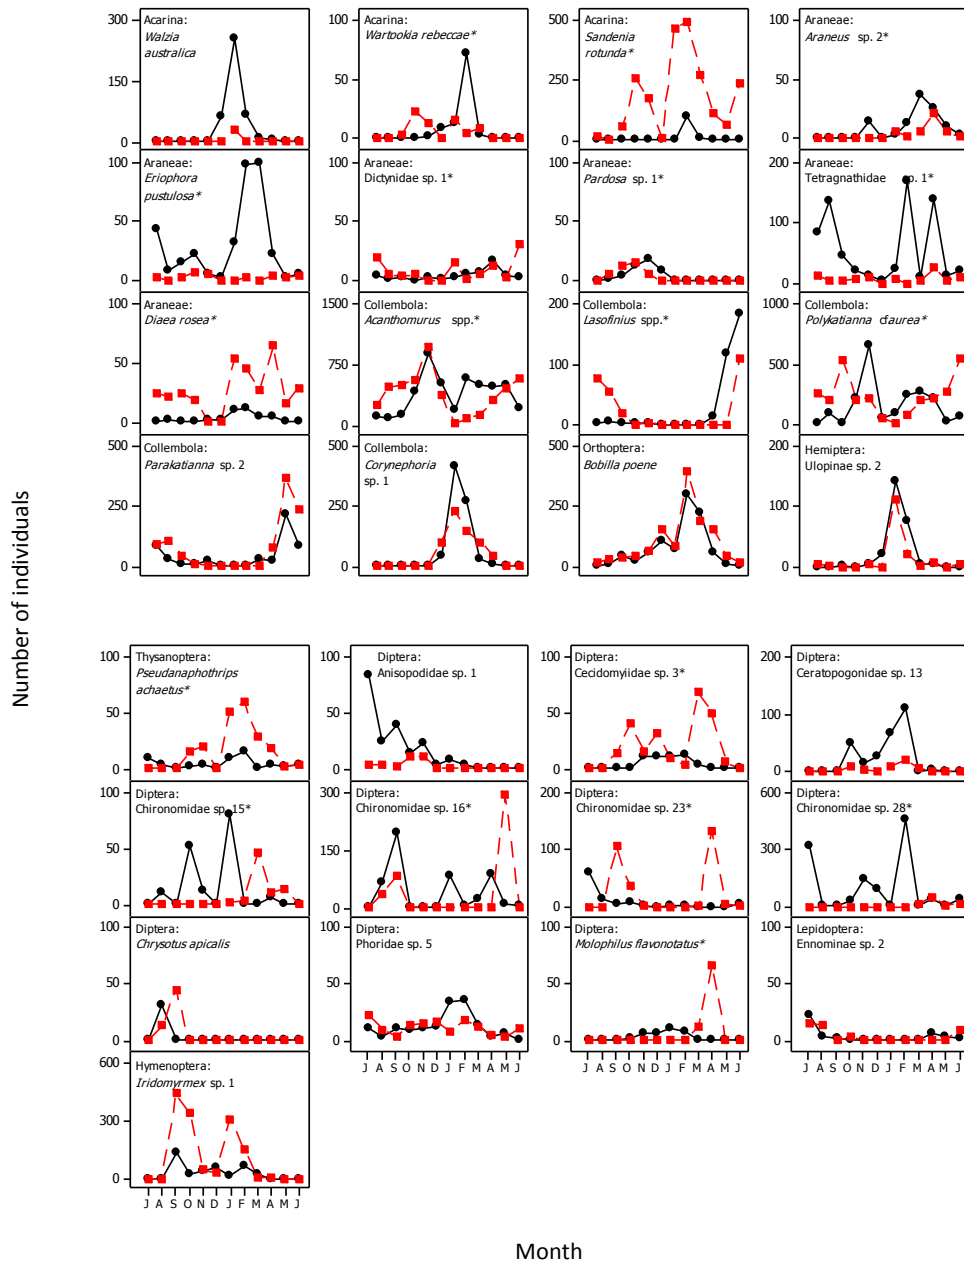 Acarina:
Walzia
australica
300
150
0
Acarina:
Wartookia rebeccae*
100
50
0
Acarina:
Sandenia
rotunda*
500
250
0
Araneae:
Araneus sp. 2*
100
50
0
Araneae:
Eriophora
pustulosa*
100
50
0
Araneae:
Dictynidae sp. 1*
100
50
0
Araneae:
Pardosa sp. 1*
100
50
0
Araneae:
Tetragnathidae sp. 1*
200
100
0
Araneae:
Diaea rosea*
100
50
0
Collembola:
Acanthomurus spp.*
1500
750
0
Collembola:
Lasofinius spp.*
200
100
0
Collembola:
Polykatianna cf aurea*
1000
500
0
Collembola:
Parakatianna sp. 2
500
250
0
Collembola:
Corynephoria
sp. 1
500
250
0
Orthoptera:
Bobilla poene
500
250
0
Hemiptera:
Ulopinae sp. 2
200
100
0
Number of individuals
Thysanoptera:
Pseudanaphothrips
achaetus*
100
50
0
Diptera:
Anisopodidae sp. 1
100
50
0
Diptera:
Cecidomyiidae sp. 3*
100
50
0
Diptera:
Ceratopogonidae sp. 13
200
100
0
Diptera:
Chironomidae sp. 15*
100
50
0
Diptera:
Chironomidae sp. 16*
300
150
0
Diptera:
Chironomidae sp. 23*
200
100
0
Diptera:
Chironomidae sp. 28*
600
300
0
Diptera:
Chrysotus apicalis
100
50
0
Diptera:
Phoridae sp. 5
100
50
0
J A S O N D J F M A M J
Diptera:
Molophilus flavonotatus*
100
50
0
J A S O N D J F M A M J
Lepidoptera:
Ennominae sp. 2
100
50
0
J A S O N D J F M A M J
Hymenoptera:
Iridomyrmex sp. 1
600
300
0
J A S O N D J F M A M J
Month